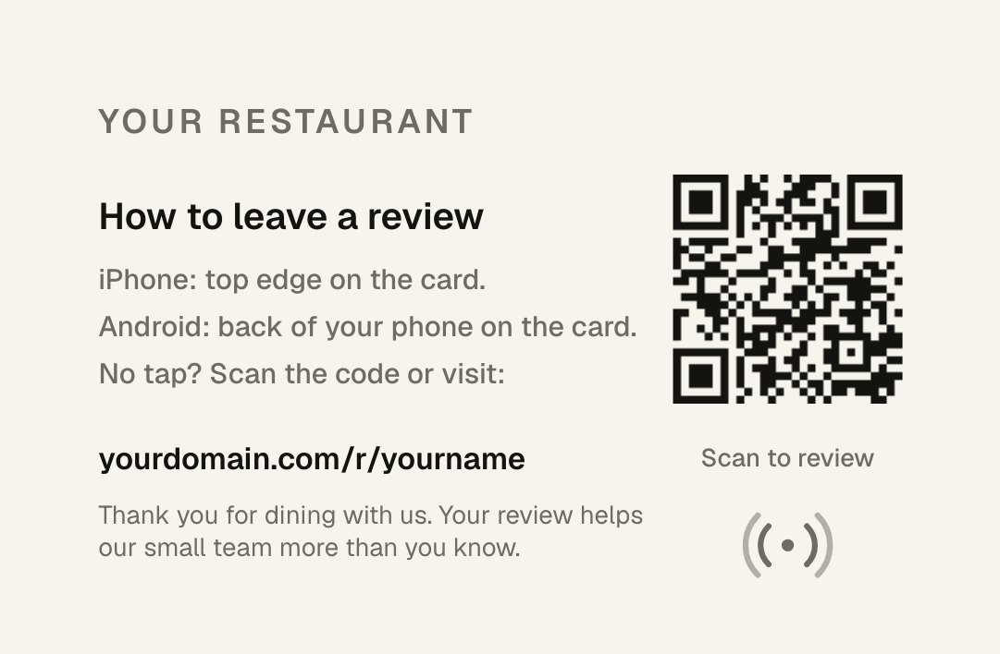 YOUR RESTAURANT
How to leave a review
iPhone: top edge on the card.
Android: back of your phone on the card.
No tap? Scan the code or visit:
yourdomain.com/r/yourname
Thank you for dining with us. Your review helps
our small team more than you know.
Scan to review